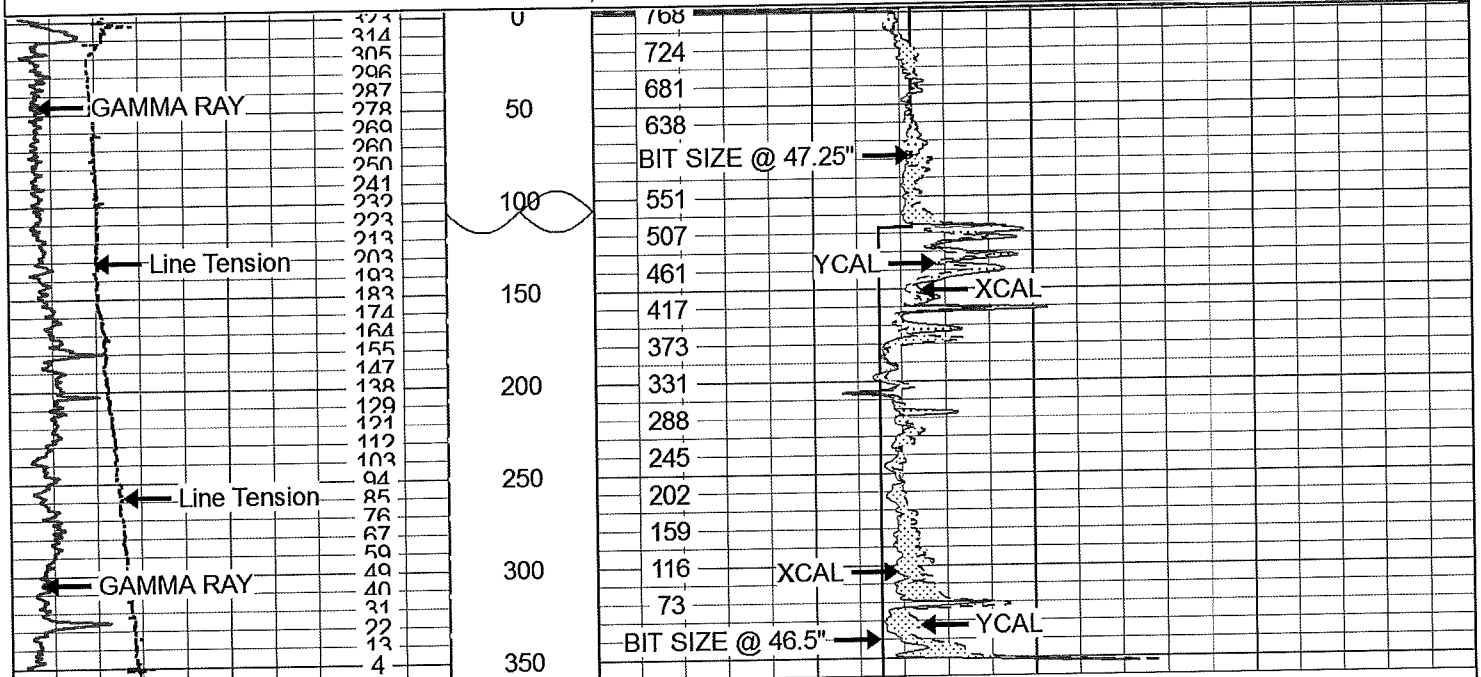 323 0 768
314
305 724
296
287 681
GAMMA RAY 278 50
269 638
260
250 BIT SIZE @ 47.25"
241
232 100 551
223
213 507
Line Tension 203 YCAL
193 461
183 150 XCAL
174 417
164
155 373
147
138 200 331
129
121 288
112
103 245
94 250
Line Tension 85 202
76
67 159
59
49 300 XCAL 116
GAMMA RAY 40
31 73
22 YCAL
13 BIT SIZE @ 46.5"
4 350